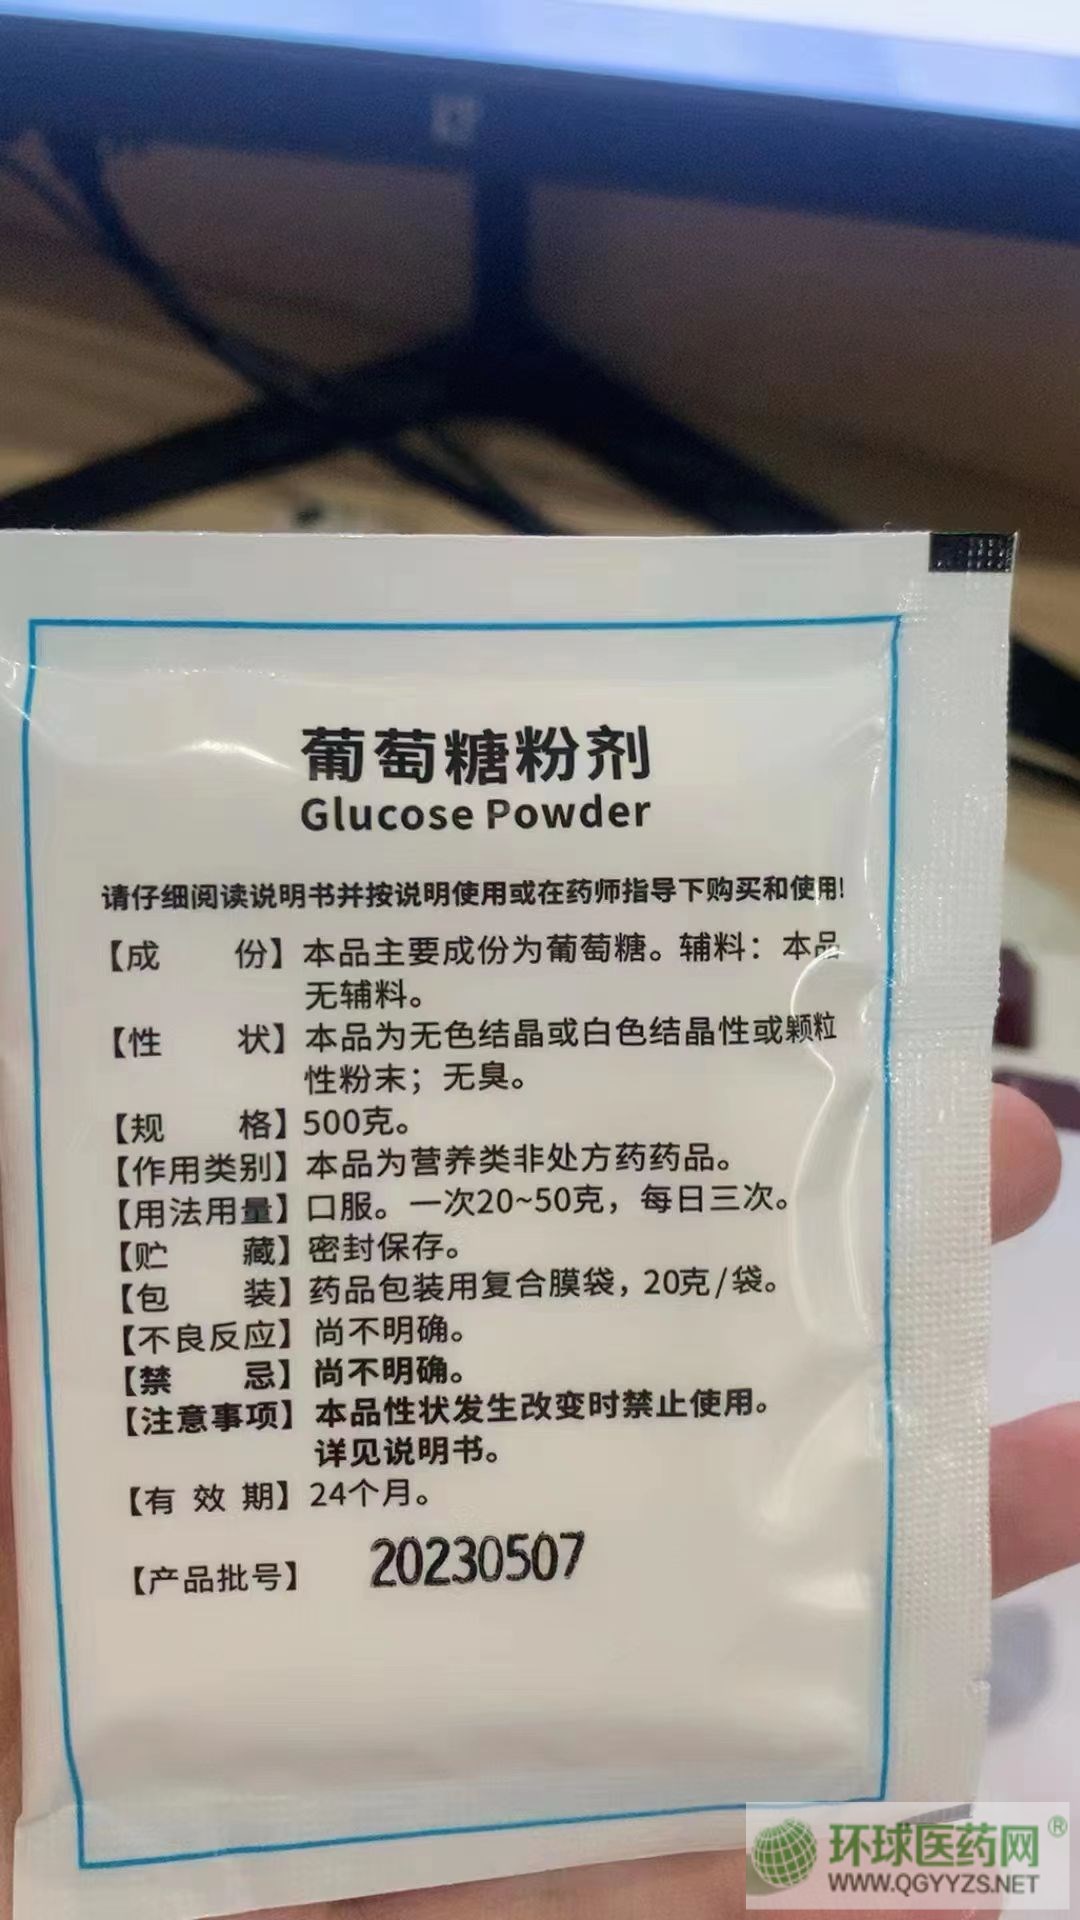 葡萄糖粉剂
Glucose Powder
请仔细阅读说明书并按说明使用或在药师指导下购买和使用!
【成 份】本品主要成份为葡萄糖。辅料：本品
无辅料。
【性 状】本品为无色结晶或白色结晶性或颗粒
性粉末；无臭。
【规 格】500克。
【作用类别】本品为营养类非处方药药品。
【用法用量】口服。一次20~50克，每日三次。
【贮 藏】密封保存。
【包 装】药品包装用复合膜袋，20克/袋。
【不良反应】尚不明确。
【禁 忌】尚不明确。
【注意事项】本品性状发生改变时禁止使用。
详见说明书。
【有 效 期】24个月。
【产品批号】 20230507
环球医药网®
WWW.QGYYZS.NET